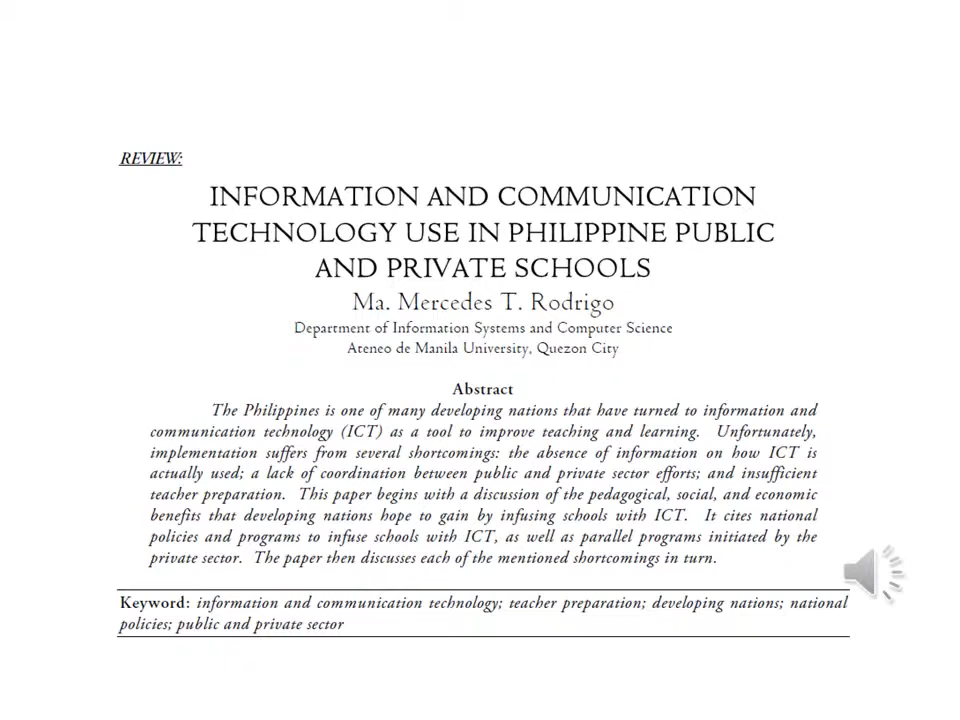 REVIEW:
INFORMATION AND COMMUNICATION
TECHNOLOGY USE IN PHILIPPINE PUBLIC
AND PRIVATE SCHOOLS
Ma. Mercedes T. Rodrigo
Department of Information Systems and Computer Science
Ateneo de Manila University, Quezon City
Abstract
The Philippines is one of many developing nations that have turned to information and
communication technology (ICT) as a tool to improve teaching and learning. Unfortunately,
implementation suffers from several shortcomings: the absence of information on how ICT is
actually used; a lack of coordination between public and private sector efforts; and insufficient
teacher preparation. This paper begins with a discussion of the pedagogical, social, and economic
benefits that developing nations hope to gain by infusing schools with ICT. It cites national
policies and programs to infuse schools with ICT, as well as parallel programs initiated by the
private sector. The paper then discusses each of the mentioned shortcomings in turn.
Keyword: information and communication technology; teacher preparation; developing nations; national
policies; public and private sector